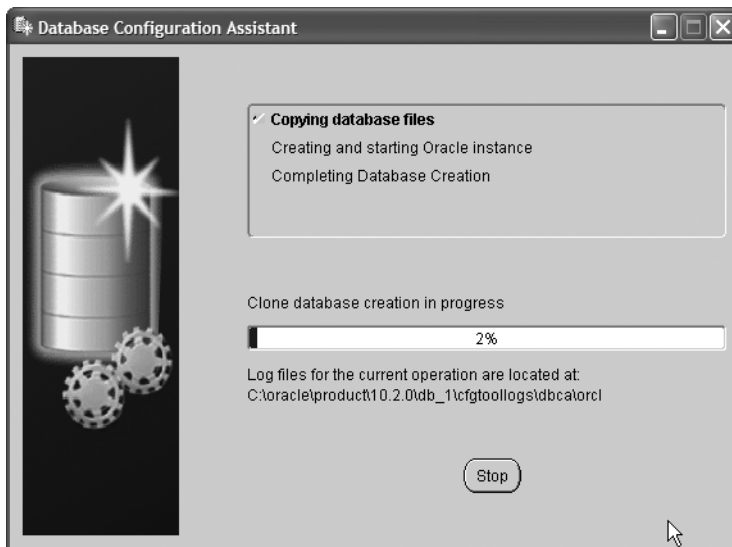 Database Configuration Assistant
Copying database files
Creating and starting Oracle instance
Completing Database Creation
Clone database creation in progress
2%
Log files for the current operation are located at:
C:\oracle\product\10.2.0\db_1\cfgtoollogs\dbca\orcl
Stop